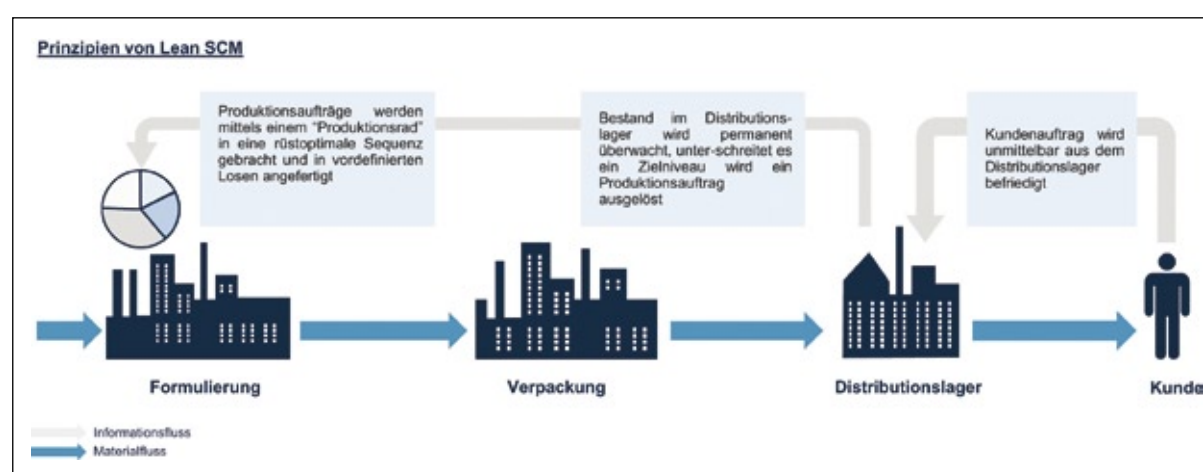 Prinzipien von Lean SCM
Produktionsaufträge werden
mittels einem "Produktionsrad"
in eine rüstoptimale Sequenz
gebracht und in vordefinierten
Losen angefertigt
Bestand im Distributions-
lager wird permanent
überwacht, unter-schreitet es
ein Zielniveau wird ein
Produktionsauftrag
ausgelöst
Kundenauftrag wird
unmittelbar aus dem
Distributionslager
befriedigt
Formulierung
Verpackung
Distributionslager
Kunde
Informationsfluss
Materialfluss